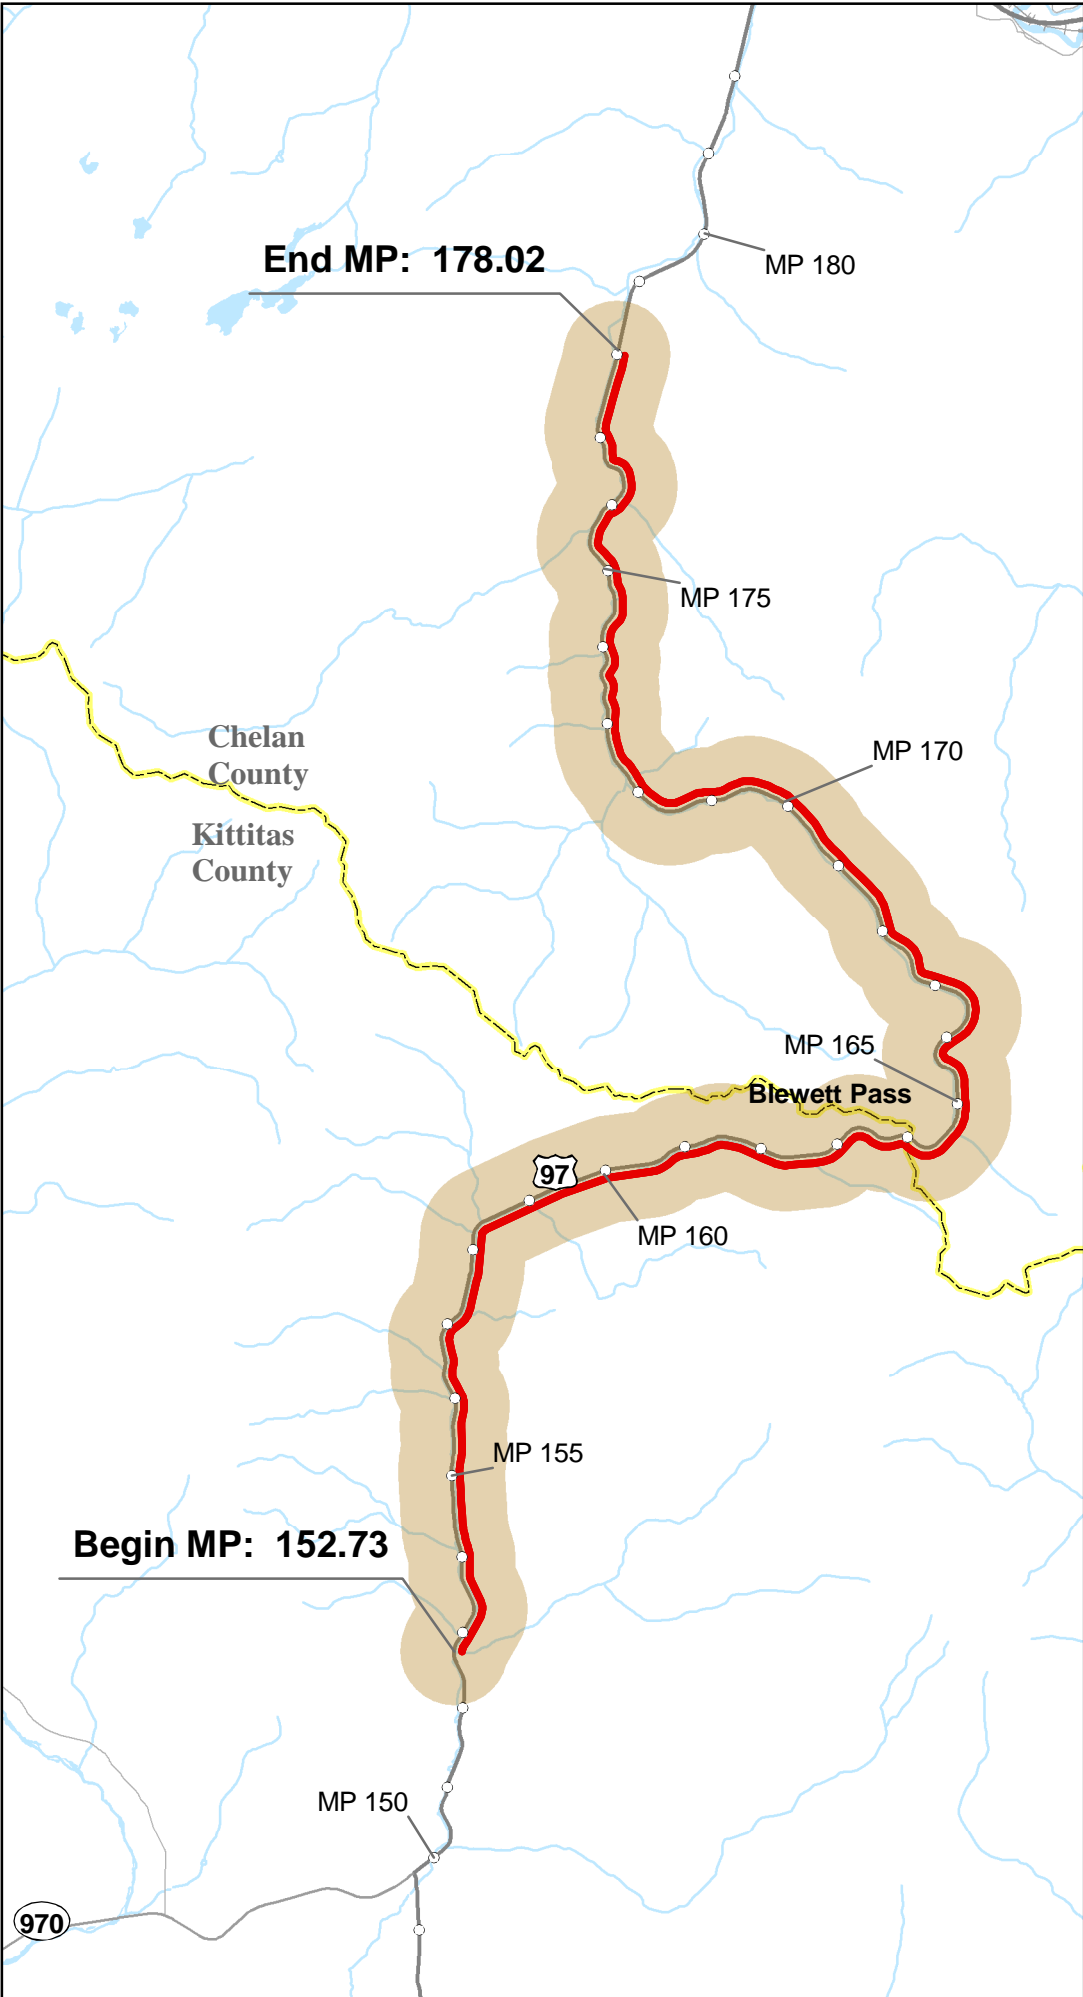 End MP: 178.02
MP 180
MP 175
Chelan
County
MP 170
Kittitas
County
MP 165
Blewett Pass
97
MP 160
MP 155
Begin MP: 152.73
MP 150
970